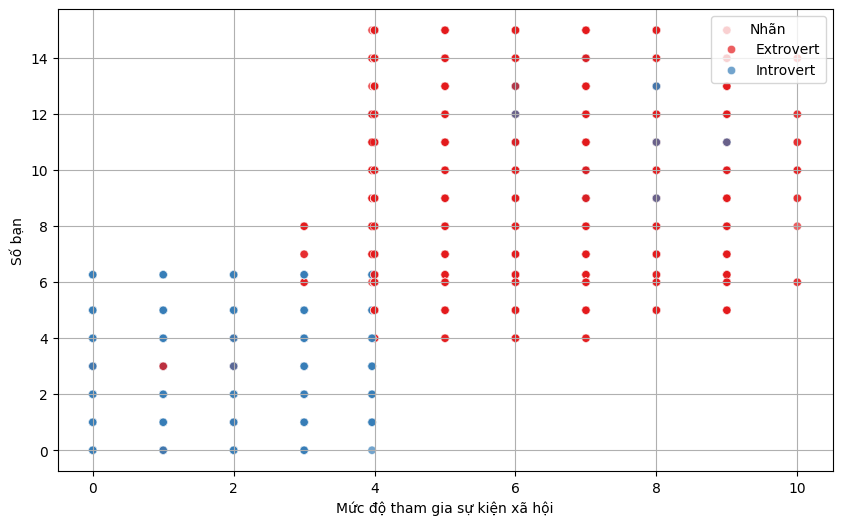 14
12
10
8
6
4
2
0
Số bạn
0 2 4 6 8 10
Mức độ tham gia sự kiện xã hội
Nhãn
Extrovert
Introvert